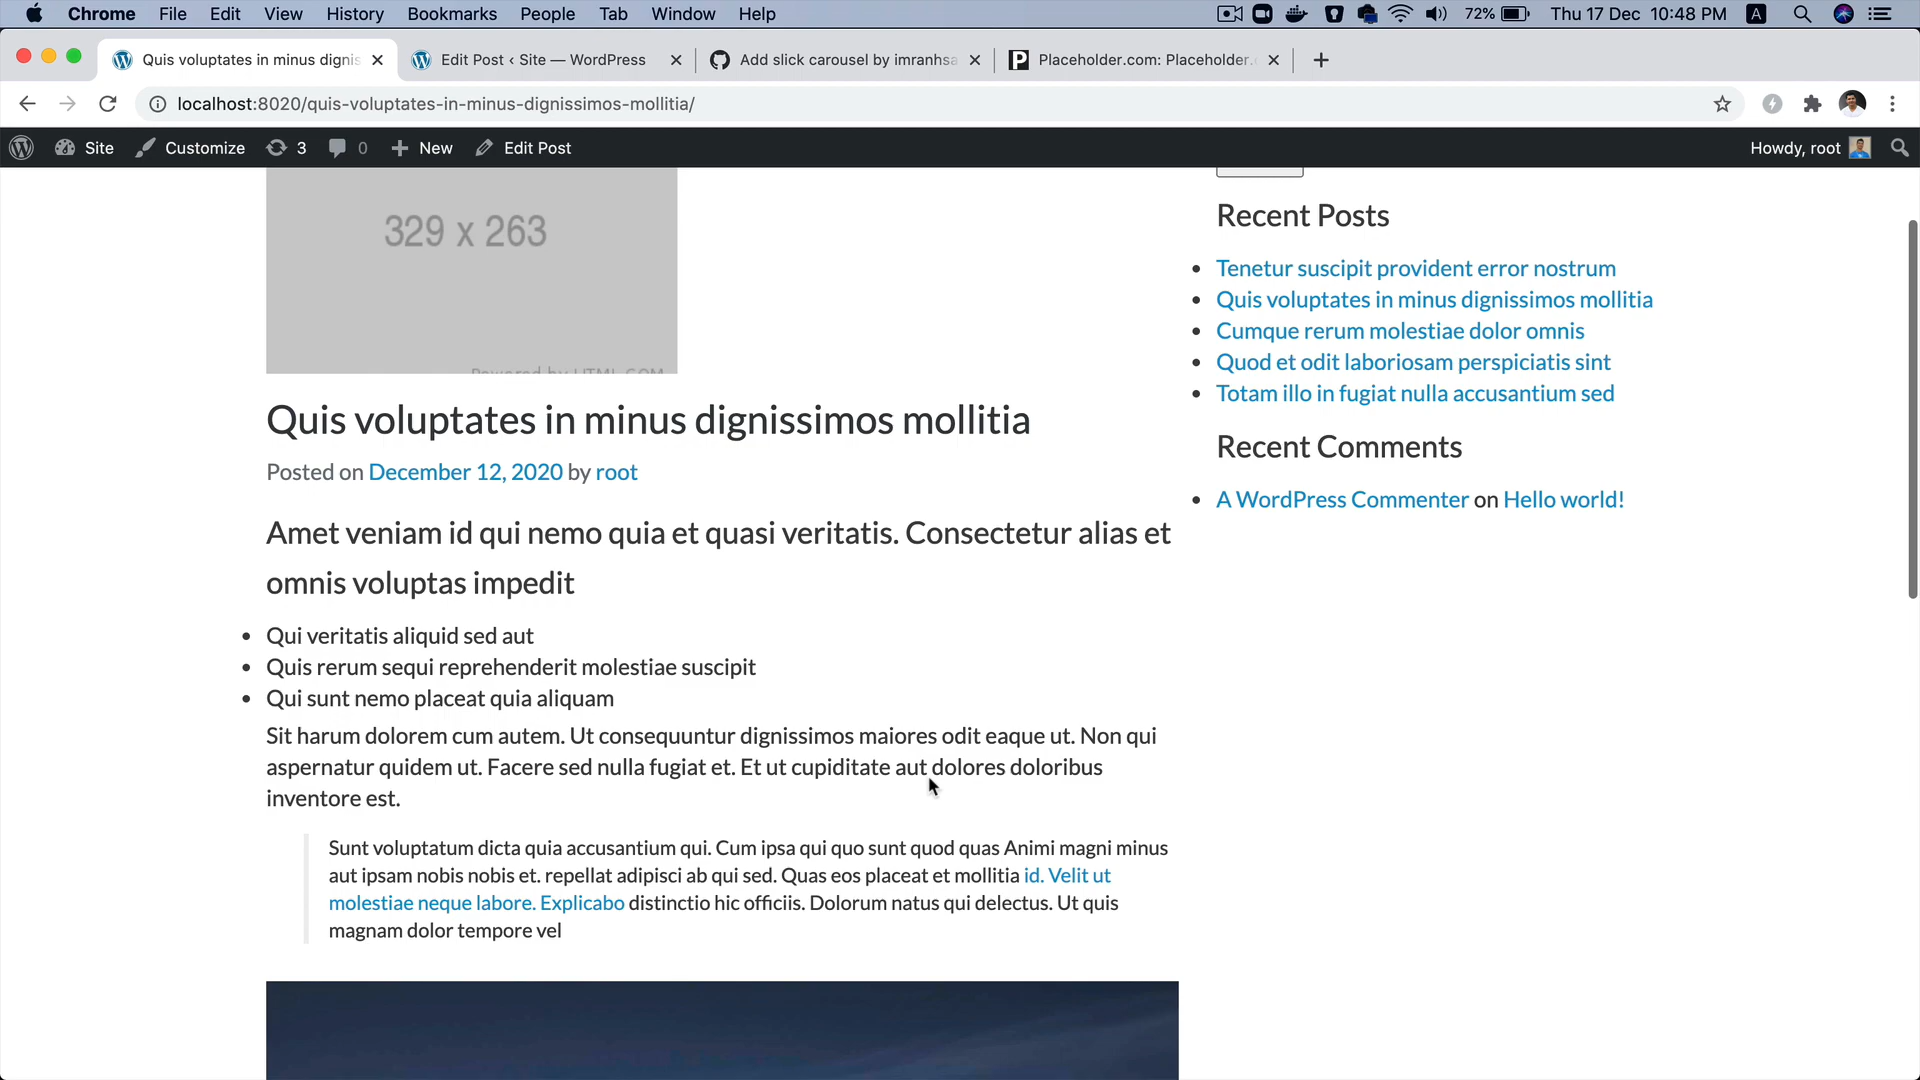 Chrome File Edit View History Bookmarks People Tab Window Help 72% Thu 17 Dec 10:48 PM A
Quis voluptates in minus dignis Edit Post ‹ Site — WordPress Add slick carousel by imranhsa Placeholder.com: Placeholder.
localhost:8020/quis-voluptates-in-minus-dignissimos-mollitia/
Site Customize 3 0 New Edit Post Howdy, root
329 x 263
Powered by HTML.COM
Quis voluptates in minus dignissimos mollitia
Posted on December 12, 2020 by root
Amet veniam id qui nemo quia et quasi veritatis. Consectetur alias et
omnis voluptas impedit
Qui veritatis aliquid sed aut
Quis rerum sequi reprehenderit molestiae suscipit
Qui sunt nemo placeat quia aliquam
Sit harum dolorem cum autem. Ut consequuntur dignissimos maiores odit eaque ut. Non qui
aspernatur quidem ut. Facere sed nulla fugiat et. Et ut cupiditate aut dolores doloribus
inventore est.
Sunt voluptatum dicta quia accusantium qui. Cum ipsa qui quo sunt quod quas Animi magni minus
aut ipsam nobis nobis et. repellat adipisci ab qui sed. Quas eos placeat et mollitia id. Velit ut
molestiae neque labore. Explicabo distinctio hic officiis. Dolorum natus qui delectus. Ut quis
magnam dolor tempore vel
Recent Posts
Tenetur suscipit provident error nostrum
Quis voluptates in minus dignissimos mollitia
Cumque rerum molestiae dolor omnis
Quod et odit laboriosam perspiciatis sint
Totam illo in fugiat nulla accusantium sed
Recent Comments
A WordPress Commenter on Hello world!